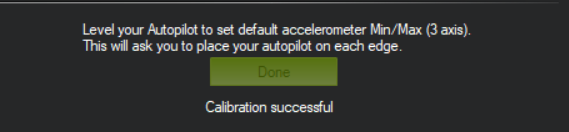 Level your Autopilot to set default accelerometer Min/Max (3 axis).
This will ask you to place your autopilot on each edge.
Done
Calibration successful